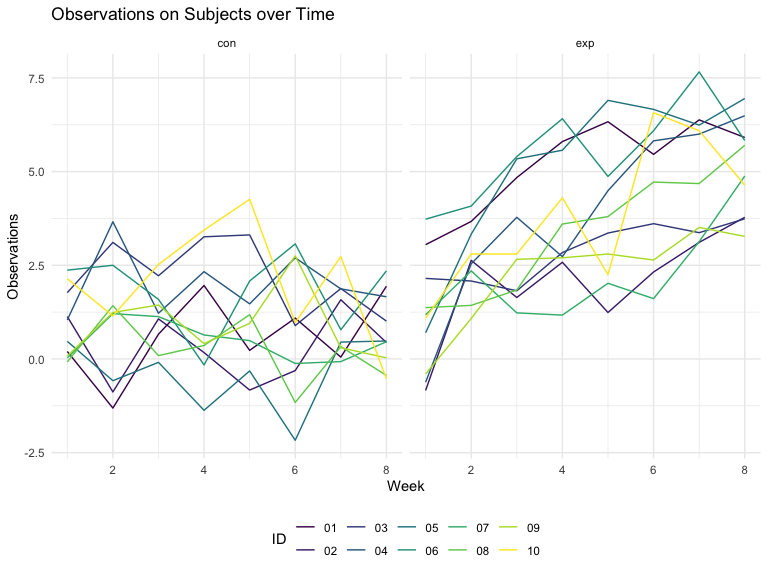 Observations on Subjects over Time
con exp
7.5
5.0
2.5
0.0
-2.5
Observations
2 4 6 8 2 4 6 8
Week
ID 01 03 05 07 09
02 04 06 08 10